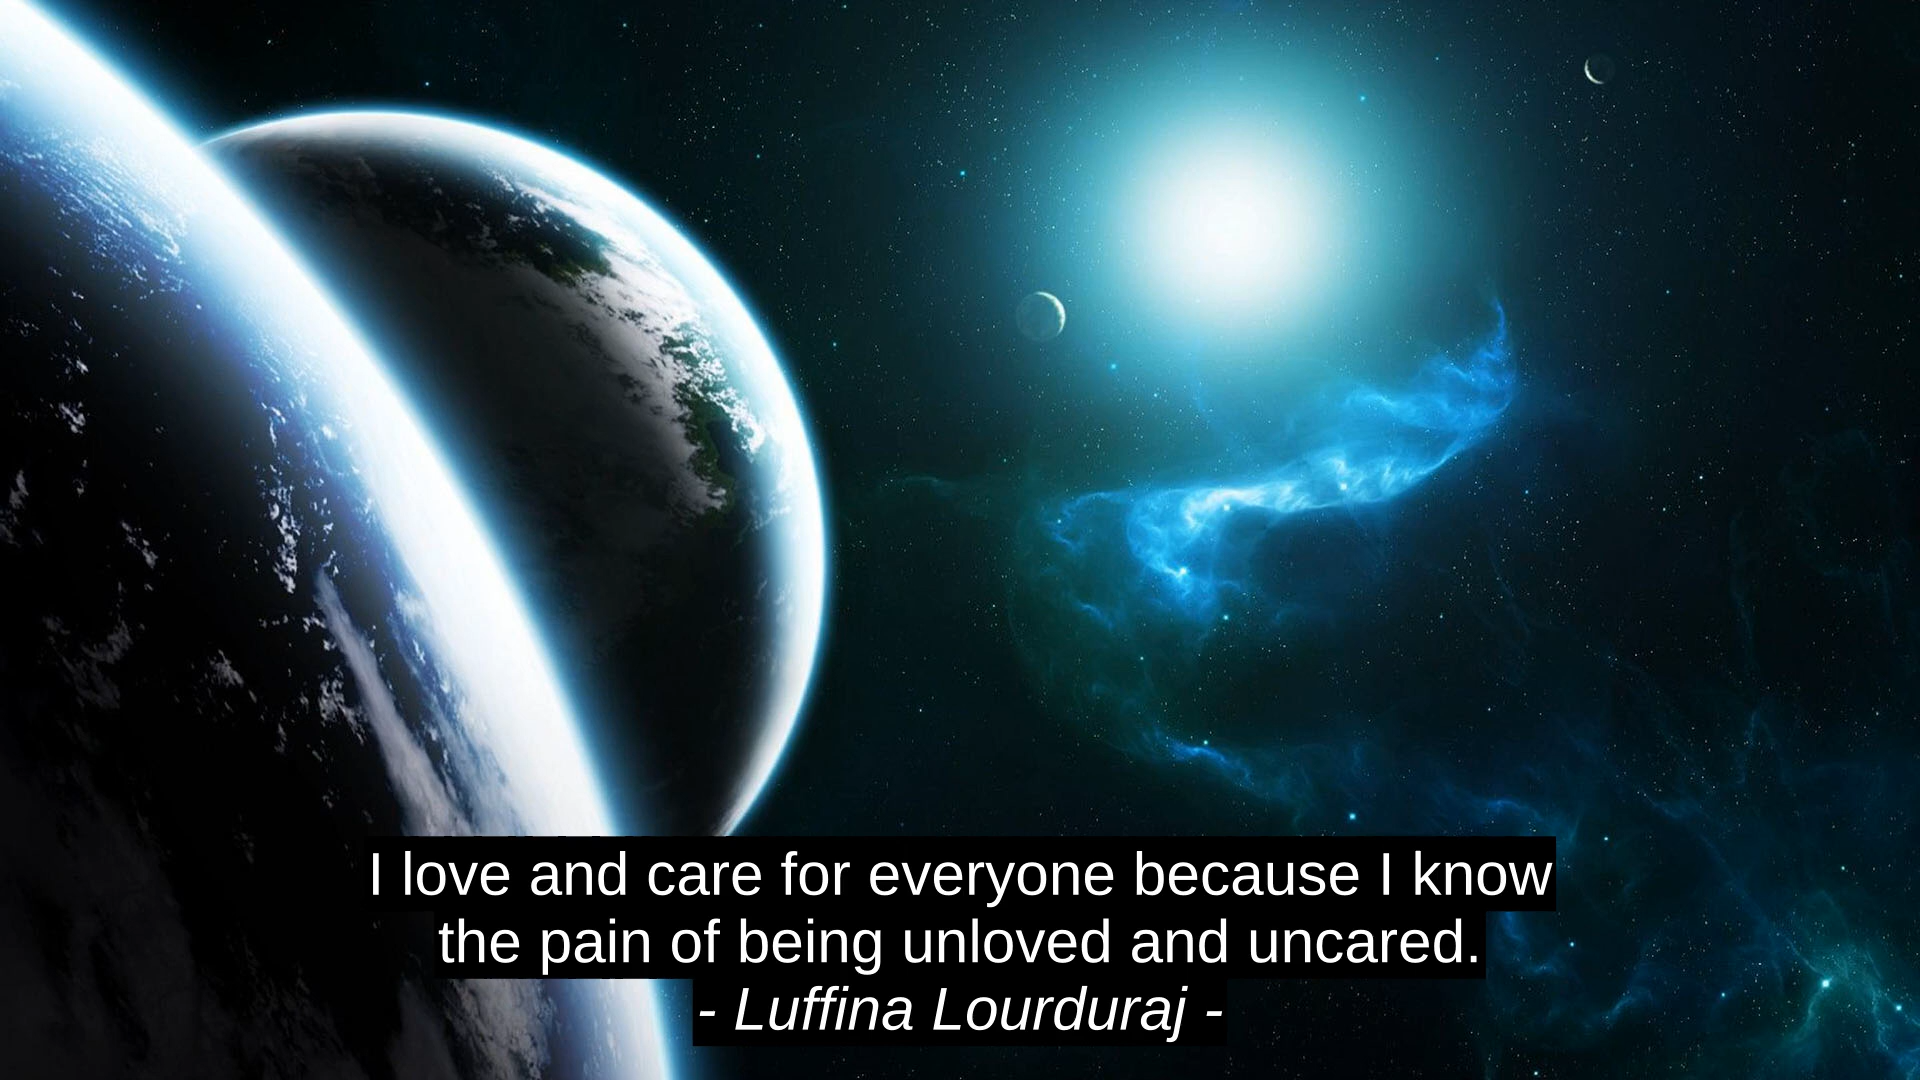 I love and care for everyone because I know
the pain of being unloved and uncared.
- Luffina Lourduraj -